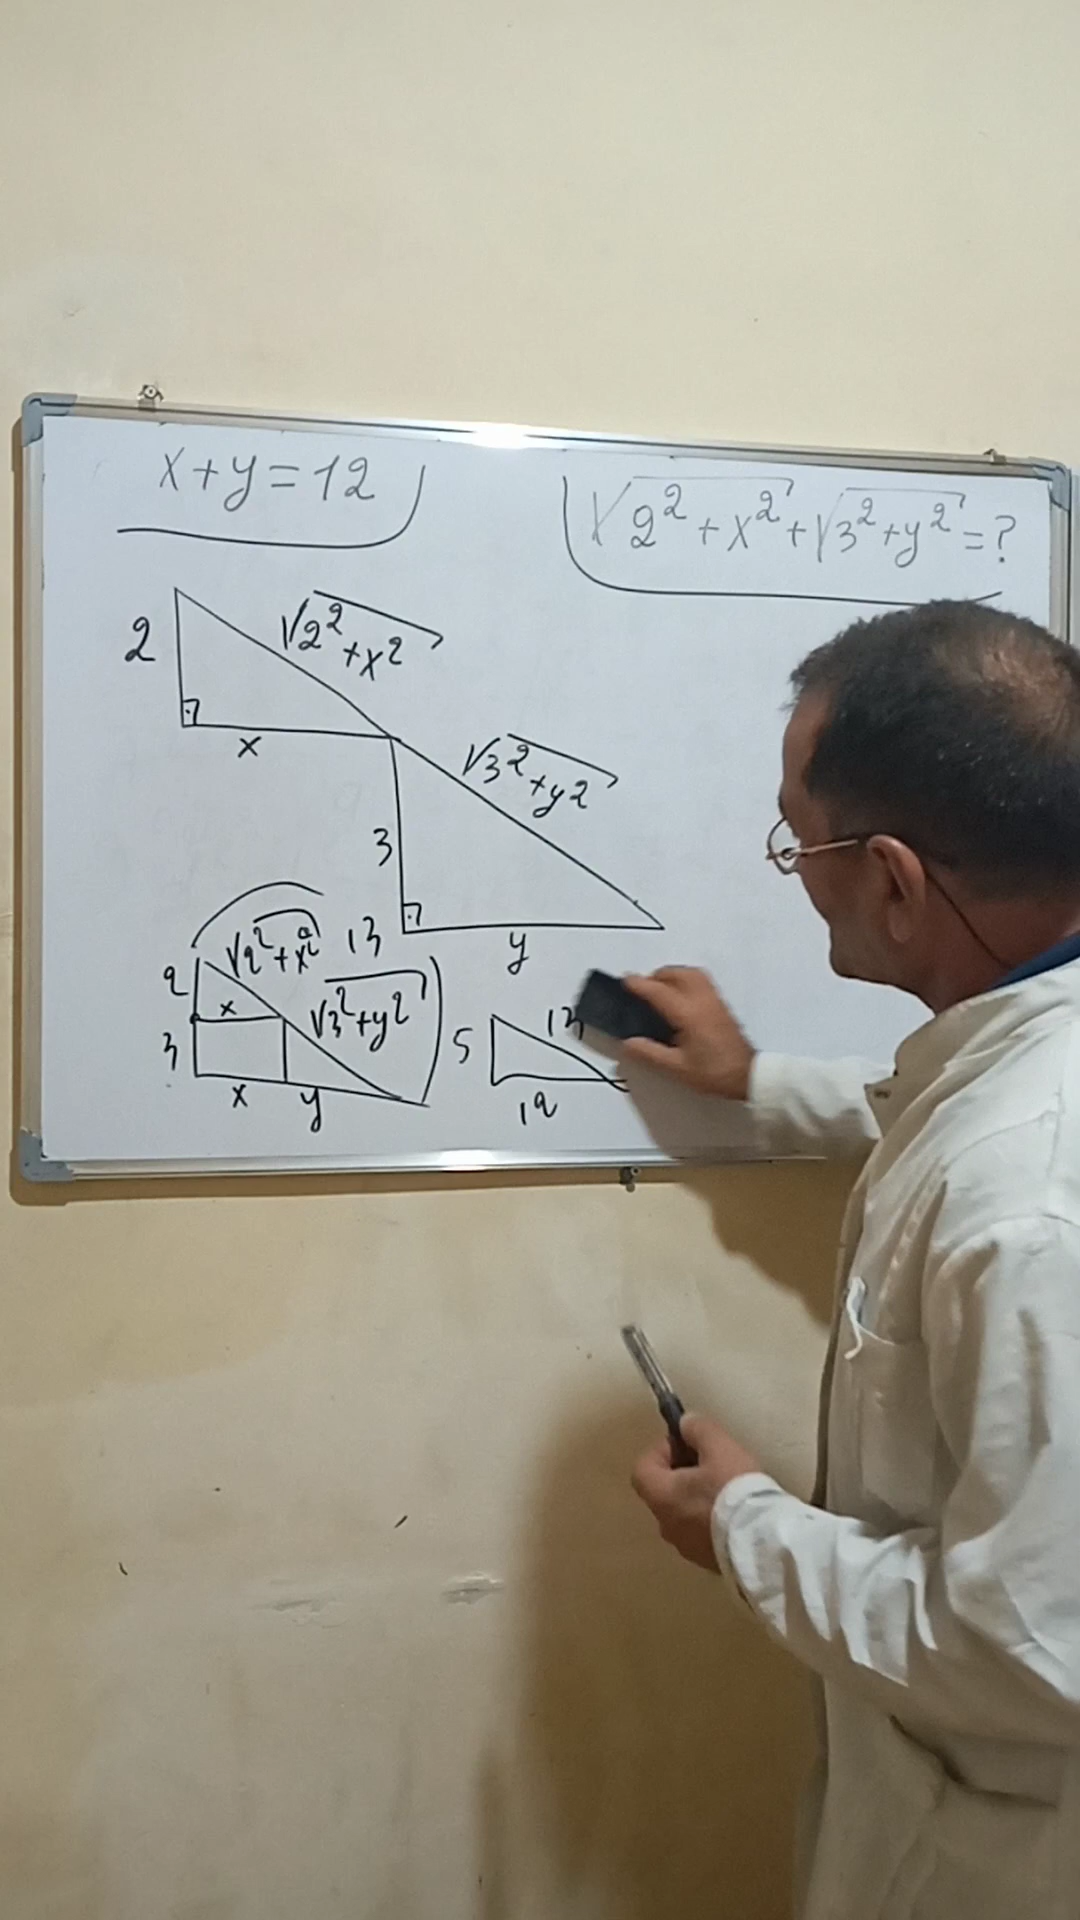 x+y=12
√2²+x²+√3²+y²=?
2
√2²+x²
x
√3²+y²
3
y
13
√2²+x²
2
x
√3²+y²
3
x
y
5
13
12